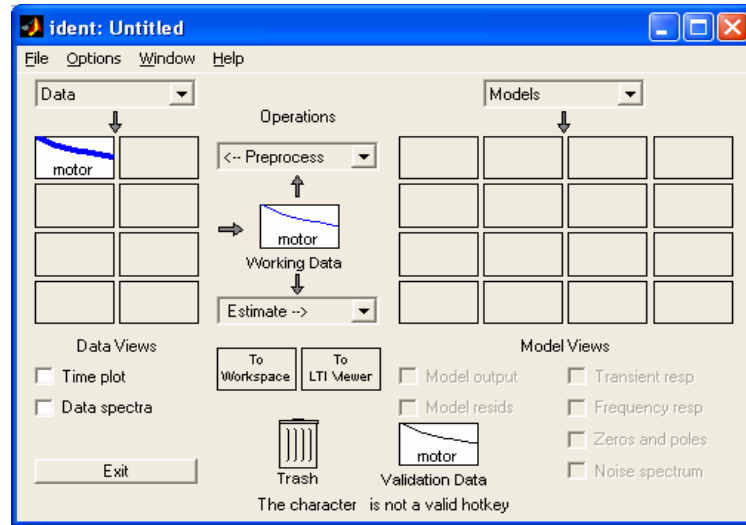 ident: Untitled
File Options Window Help
Data
Models
Operations
motor
<-- Preprocess
motor
Working Data
Estimate -->
Data Views
Time plot
Data spectra
Exit
To Workspace
To LTI Viewer
Trash
Model Views
Model output
Transient resp
Model resids
Frequency resp
Zeros and poles
Noise spectrum
motor
Validation Data
The character is not a valid hotkey